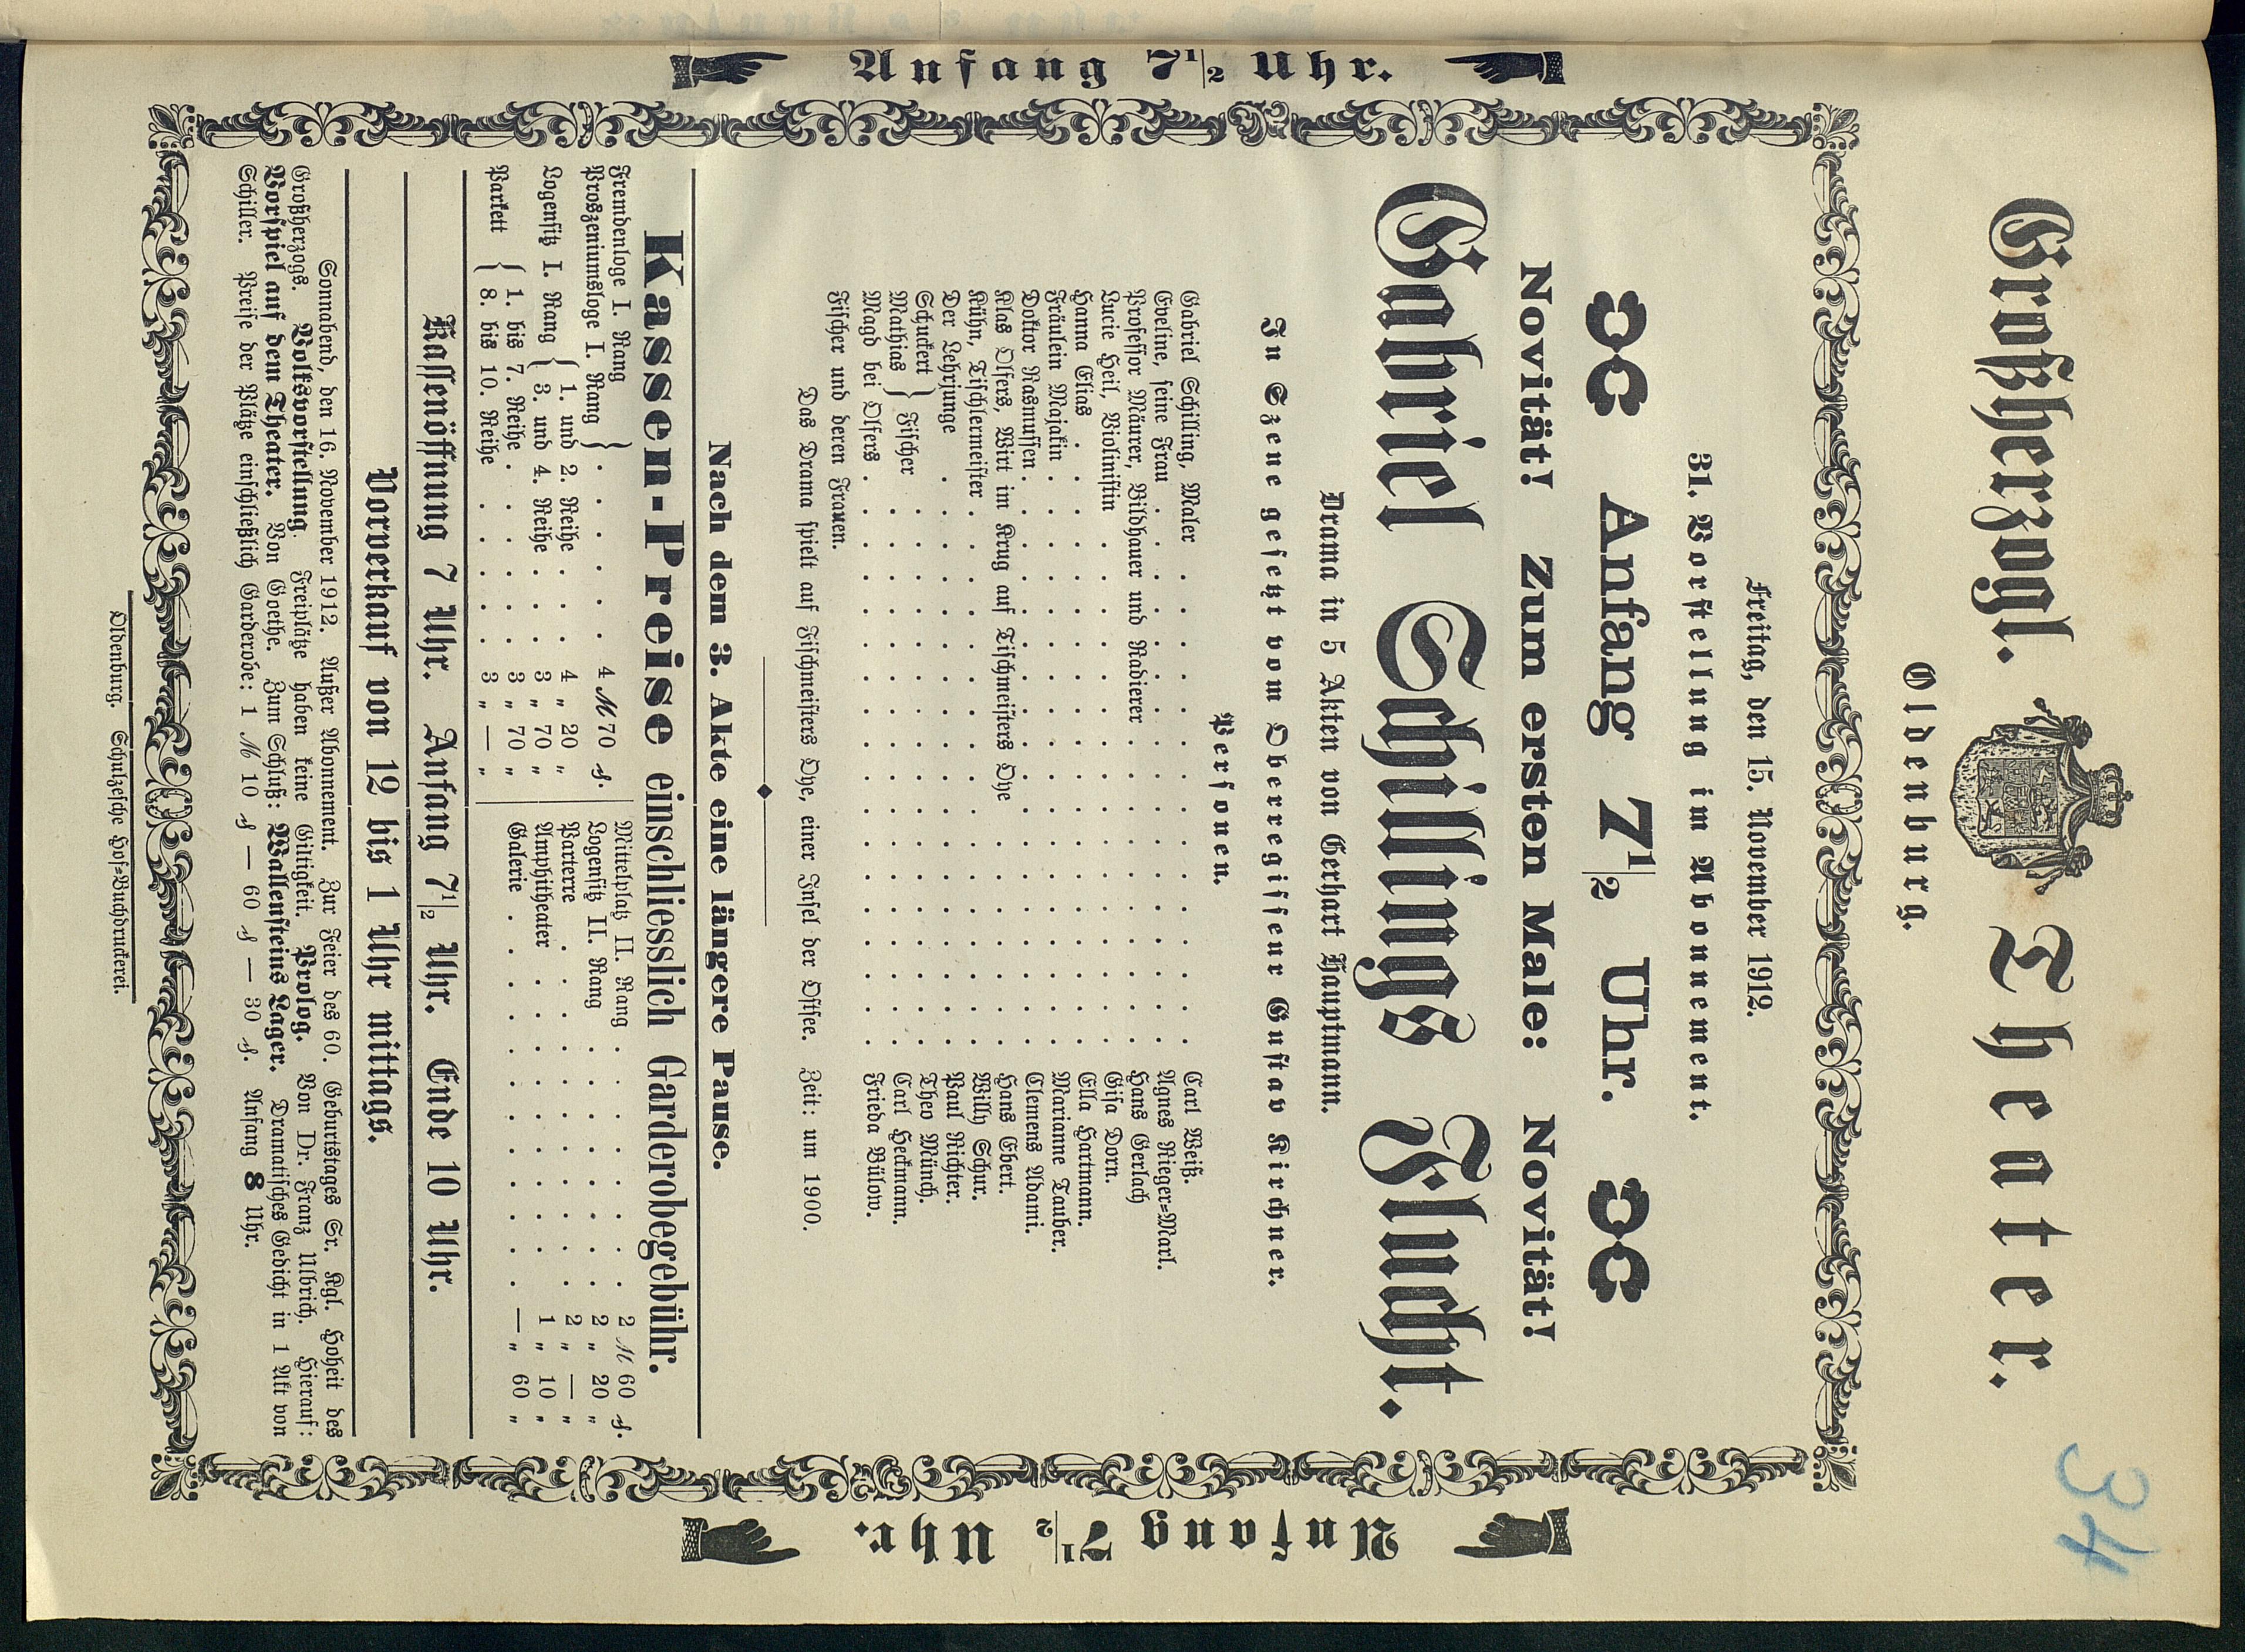 34
Großherzogl. Theater.
Oldenburg.
Freitag, den 15. November 1912.
31. Vorstellung im Abonnement.
Anfang 7 1/2 Uhr.
Novität! Zum ersten Male: Novität!
Gabriel Schillings Flucht.
Drama in 5 Akten von Gerhart Hauptmann.
In Szene gesetzt vom Oberregisseur Gustav Kirchner.
Personen.
Gabriel Schilling, Maler . . . . . . . . Carl Weiß.
Eveline, seine Frau . . . . . . . . . Agnes Rieger=Marl.
Professor Mäurer, Bildhauer und Radierer . . . . . Hans Gerlach
Lucie Heil, Violinistin . . . . . . . . Gisa Dorn.
Hanna Elias . . . . . . . . . . Ella Hartmann.
Fräulein Majakin . . . . . . . . . Marianne Tauber.
Doktor Rasmussen . . . . . . . . . Clemens Adami.
Klas Olfers, Wirt im Krug auf Fischmeisters Oye . . . . Hans Ebert.
Kühn, Tischlermeister . . . . . . . . . Willy Schur.
Der Lehrjunge . . . . . . . . . . Paul Richter.
Schuckert } Fischer . . . . . . . . . Theo Münch.
Mathias } . . . . . . . . . Carl Heckmann.
Magd bei Olfers . . . . . . . . . Frieda Bülow.
Fischer und deren Frauen.
Das Drama spielt auf Fischmeisters Oye, einer Insel der Ostsee. Zeit: um 1900.
Nach dem 3. Akte eine längere Pause.
Kassen-Preise einschliesslich Garderobegebühr.
Fremdenloge I. Rang }
Proszeniumsloge I. Rang } . . . . 4 ℳ 70 ₰.
Logensitz I. Rang { 1. und 2. Reihe . . 4 „ 20 „
{ 3. und 4. Reihe . . 3 „ 70 „
Parkett { 1. bis 7. Reihe . . . . 3 „ 70 „
{ 8. bis 10. Reihe . . . . 3 „ — „
Mittelplatz II. Rang . . . . 2 ℳ 60 ₰.
Logensitz II. Rang . . . . 2 „ 20 „
Parterre . . . . . . 2 „ — „
Amphitheater . . . . . 1 „ 10 „
Galerie . . . . . . — „ 60 „
Kassenöffnung 7 Uhr. Anfang 7 1/2 Uhr. Ende 10 Uhr.
Vorverkauf von 12 bis 1 Uhr mittags.
Sonnabend, den 16. November 1912. Außer Abonnement. Zur Feier des 60. Geburtstages Sr. Kgl. Hoheit des
Großherzogs. Volksvorstellung. Freiplätze haben keine Giltigkeit. Prolog. Von Dr. Franz Ulbrich. Hierauf:
Vorspiel auf dem Theater. Von Goethe. Zum Schluß: Wallensteins Lager. Dramatisches Gedicht in 1 Akt von
Schiller. Preise der Plätze einschließlich Garderobe: 1 ℳ 10 ₰ — 60 ₰ — 30 ₰. Anfang 8 Uhr.
Oldenburg. Schulzesche Hof=Buchdruckerei.
Anfang 7 1/2 Uhr.
Anfang 7 1/2 Uhr.